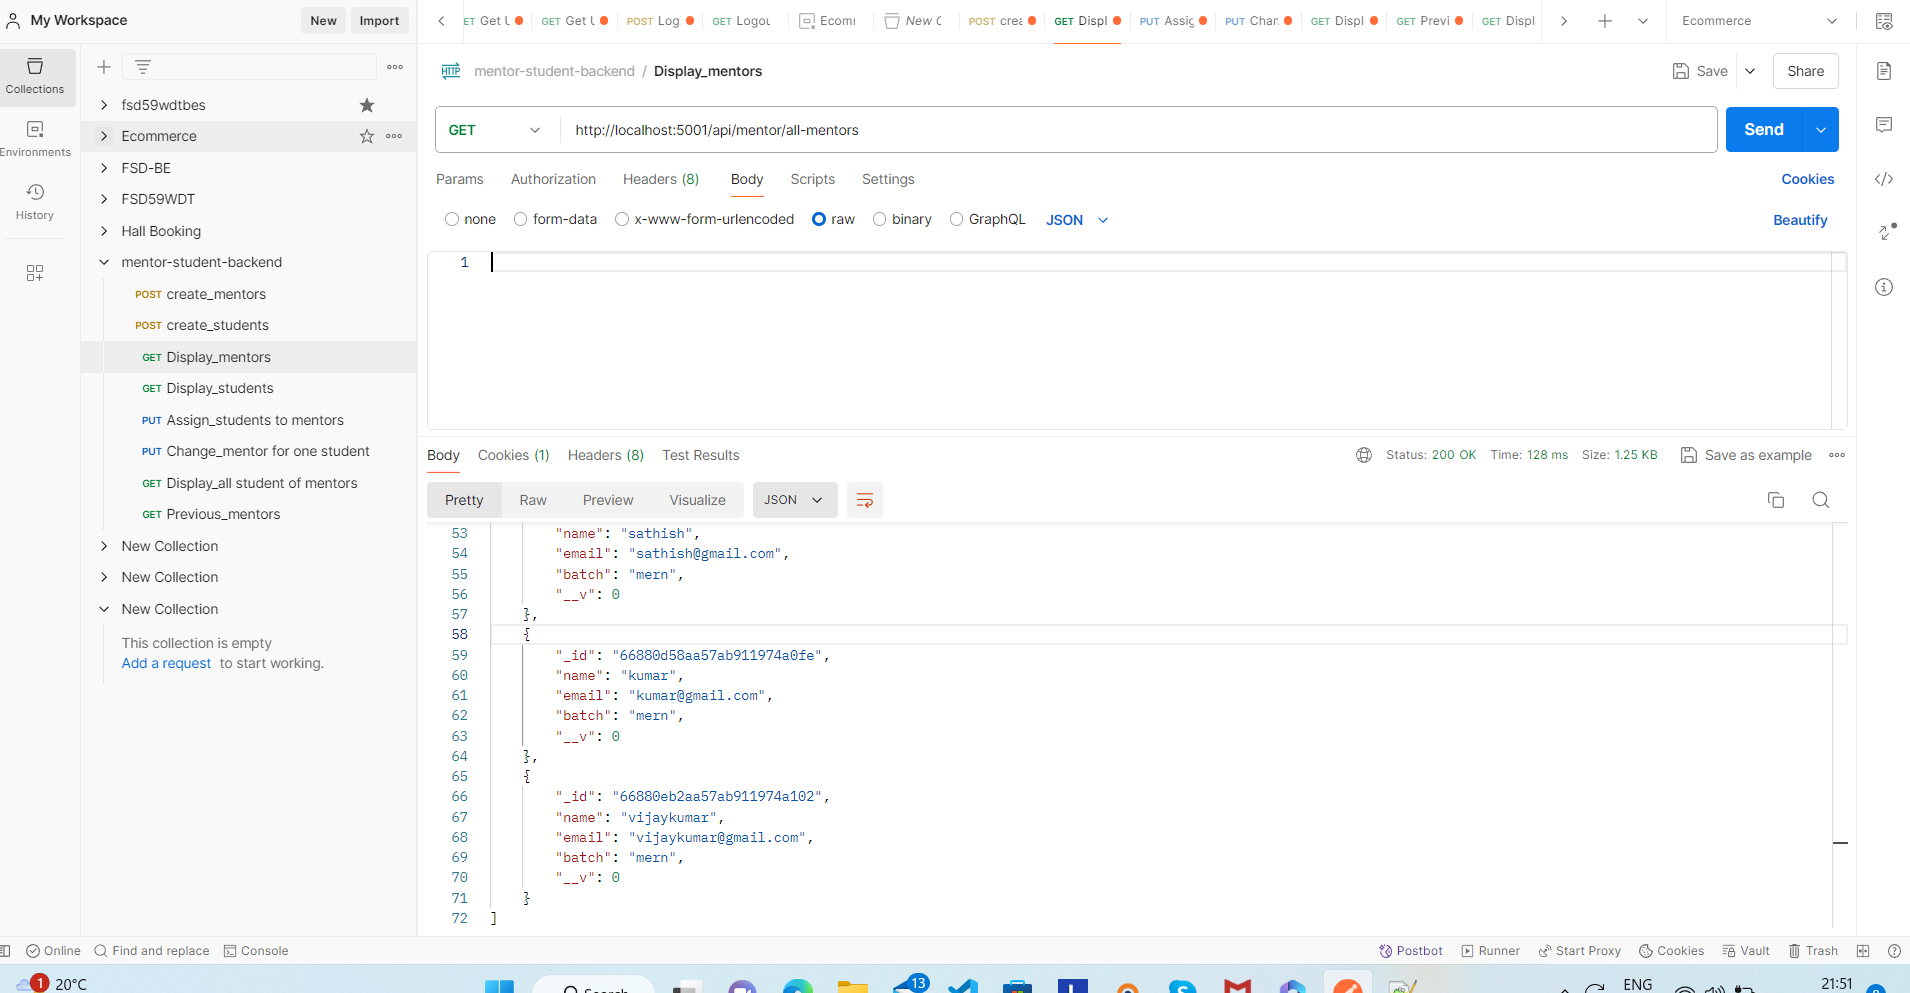 My Workspace
New
Import
GET Get U
GET Get U
POST Log
GET Logou
Ecomm
New C
POST crea
GET Displ
PUT Assig
PUT Chan
GET Displ
GET Previ
GET Displ
Ecommerce
Collections
Environments
History
fsd59wdtbes
Ecommerce
FSD-BE
FSD59WDT
Hall Booking
mentor-student-backend
POST create_mentors
POST create_students
GET Display_mentors
GET Display_students
PUT Assign_students to mentors
PUT Change_mentor for one student
GET Display_all student of mentors
GET Previous_mentors
New Collection
New Collection
New Collection
This collection is empty
Add a request to start working.
HTTP mentor-student-backend / Display_mentors
Save
Share
GET
http://localhost:5001/api/mentor/all-mentors
Send
Params Authorization Headers (8) Body Scripts Settings
Cookies
none form-data x-www-form-urlencoded raw binary GraphQL JSON
Beautify
1
Body Cookies (1) Headers (8) Test Results
Status: 200 OK Time: 128 ms Size: 1.25 KB
Save as example
Pretty Raw Preview Visualize JSON
53 "name": "sathish",
54 "email": "sathish@gmail.com",
55 "batch": "mern",
56 "__v": 0
57 },
58 {
59 "_id": "66880d58aa57ab911974a0fe",
60 "name": "kumar",
61 "email": "kumar@gmail.com",
62 "batch": "mern",
63 "__v": 0
64 },
65 {
66 "_id": "66880eb2aa57ab911974a102",
67 "name": "vijaykumar",
68 "email": "vijaykumar@gmail.com",
69 "batch": "mern",
70 "__v": 0
71 }
72 ]
Online Find and replace Console
Postbot Runner Start Proxy Cookies Vault Trash
1 20°C
Search
13
ENG
21:51